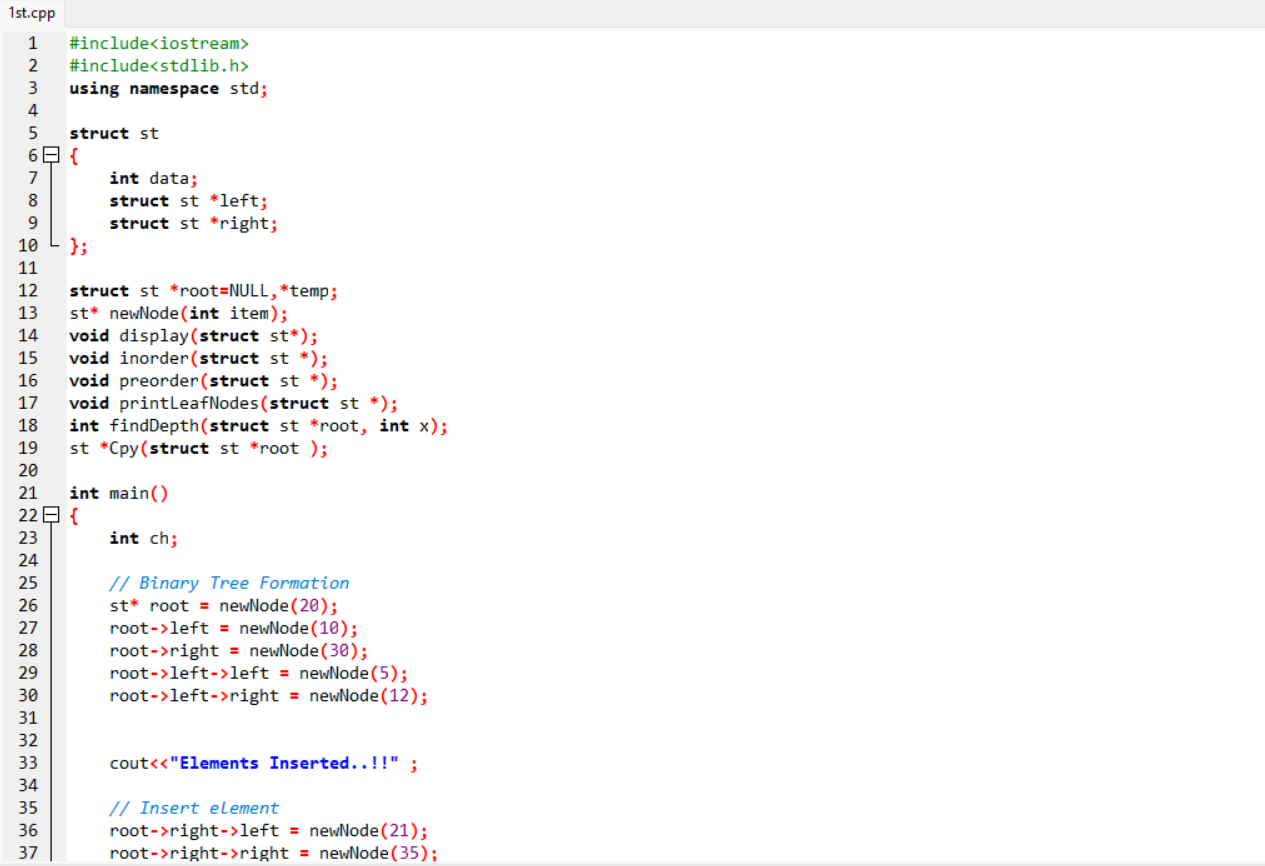 1st.cpp
1 #include<iostream>
2 #include<stdlib.h>
3 using namespace std;
4
5 struct st
6 {
7 int data;
8 struct st *left;
9 struct st *right;
10 };
11
12 struct st *root=NULL,*temp;
13 st* newNode(int item);
14 void display(struct st*);
15 void inorder(struct st *);
16 void preorder(struct st *);
17 void printLeafNodes(struct st *);
18 int findDepth(struct st *root, int x);
19 st *Cpy(struct st *root );
20
21 int main()
22 {
23 int ch;
24
25 // Binary Tree Formation
26 st* root = newNode(20);
27 root->left = newNode(10);
28 root->right = newNode(30);
29 root->left->left = newNode(5);
30 root->left->right = newNode(12);
31
32
33 cout<<"Elements Inserted..!!" ;
34
35 // Insert element
36 root->right->left = newNode(21);
37 root->right->right = newNode(35);